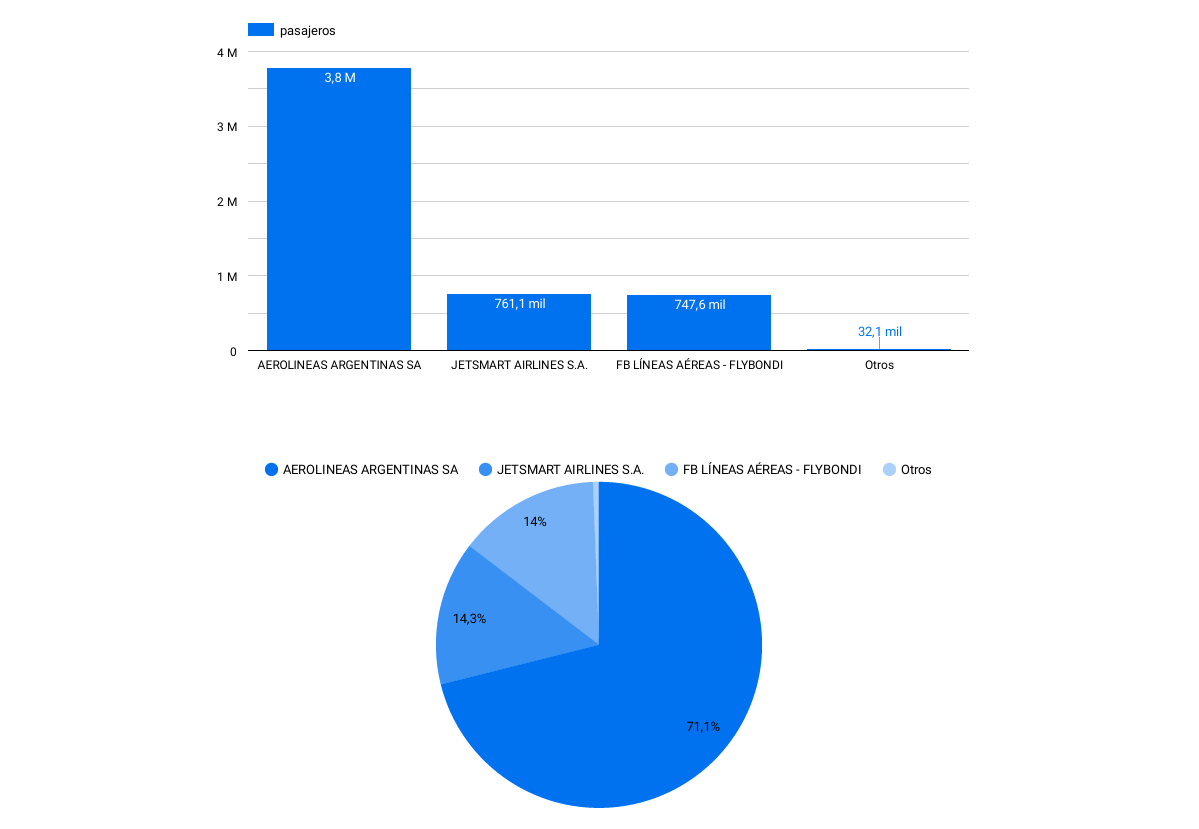 pasajeros
4 M
3 M
2 M
1 M
0
3,8 M
761,1 mil
747,6 mil
32,1 mil
AEROLINEAS ARGENTINAS SA
JETSMART AIRLINES S.A.
FB LÍNEAS AÉREAS - FLYBONDI
Otros
AEROLINEAS ARGENTINAS SA
JETSMART AIRLINES S.A.
FB LÍNEAS AÉREAS - FLYBONDI
Otros
14%
14,3%
71,1%